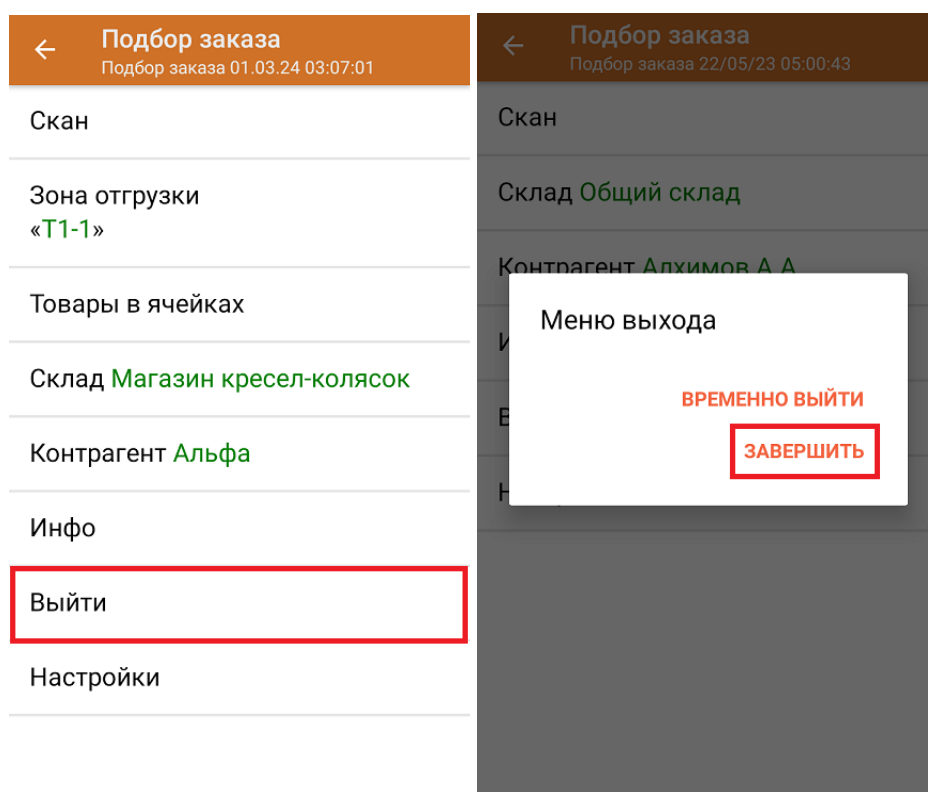 Подбор заказа
Подбор заказа 01.03.24 03:07:01
Скан
Зона отгрузки
«Т1-1»
Товары в ячейках
Склад Магазин кресел-колясок
Контрагент Альфа
Инфо
Выйти
Настройки
Подбор заказа
Подбор заказа 22/05/23 05:00:43
Скан
Склад Общий склад
Контрагент Алхимов А А
Меню выхода
ВРЕМЕННО ВЫЙТИ
ЗАВЕРШИТЬ